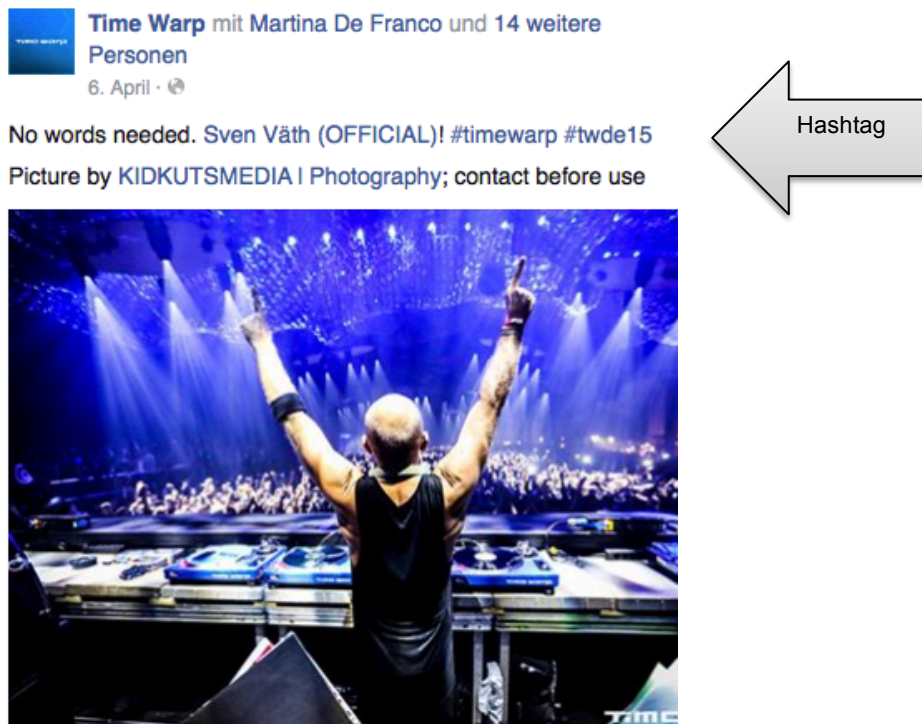 Time Warp mit Martina De Franco und 14 weitere
Personen
6. April ·
No words needed. Sven Väth (OFFICIAL)! #timewarp #twde15
Picture by KIDKUTSMEDIA I Photography; contact before use
Hashtag
TIME